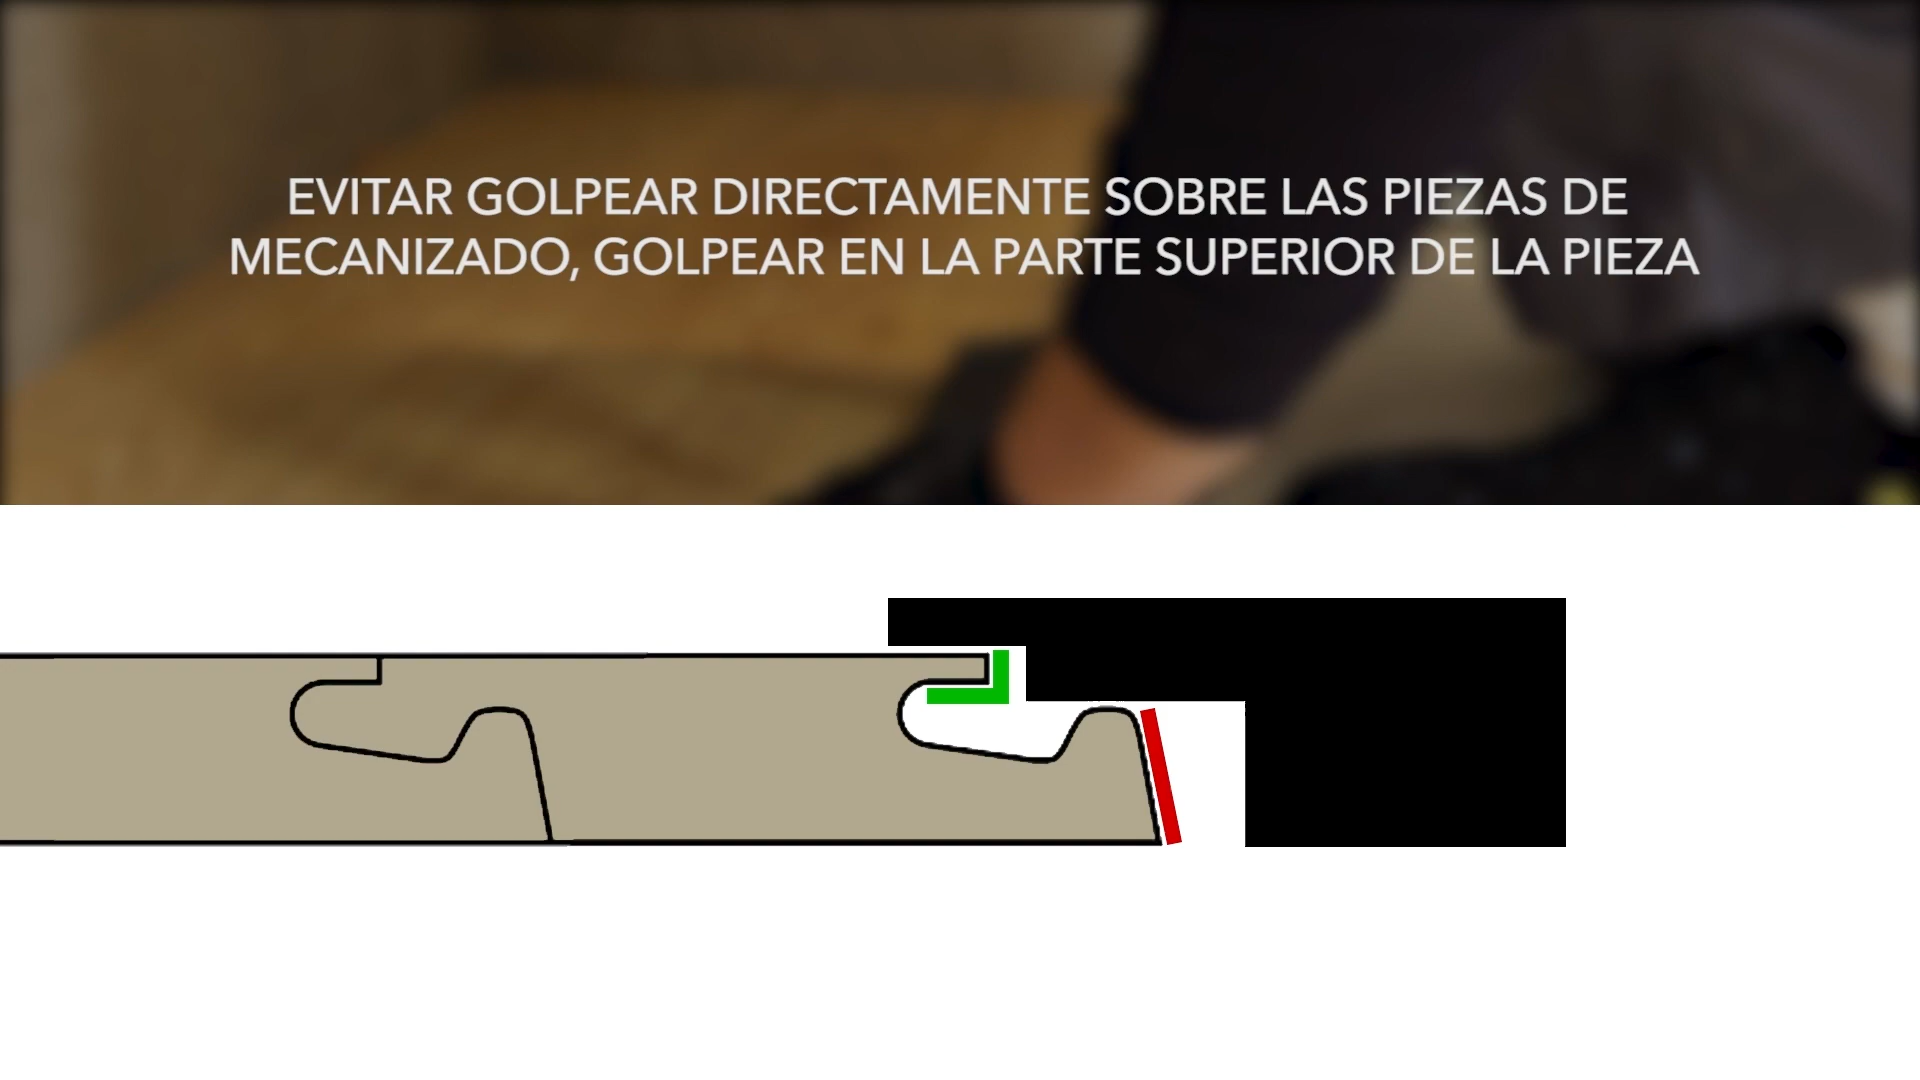 EVITAR GOLPEAR DIRECTAMENTE SOBRE LAS PIEZAS DE
MECANIZADO, GOLPEAR EN LA PARTE SUPERIOR DE LA PIEZA